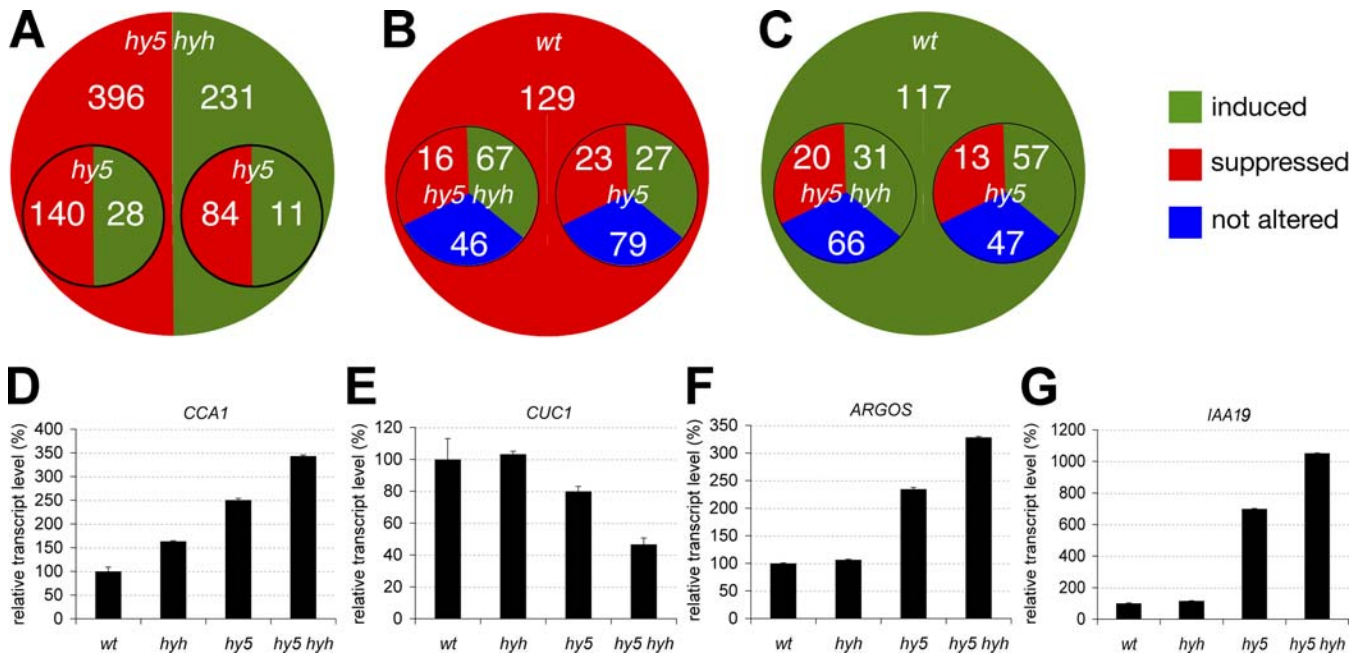 A
hy5 hyh
396 231
hy5
140 28
hy5
84 11
B
wt
129
16 67
hy5 hyh
46
23 27
hy5
79
C
wt
117
20 31
hy5 hyh
66
13 57
hy5
47
induced
suppressed
not altered
D
CCA1
relative transcript level (%)
400
350
300
250
200
150
100
50
0
wt hyh hy5 hy5 hyh
E
CUC1
relative transcript level (%)
120
100
80
60
40
20
0
wt hyh hy5 hy5 hyh
F
ARGOS
relative transcript level (%)
350
300
250
200
150
100
50
0
wt hyh hy5 hy5 hyh
G
IAA19
relative transcript level (%)
1200
1000
800
600
400
200
0
wt hyh hy5 hy5 hyh